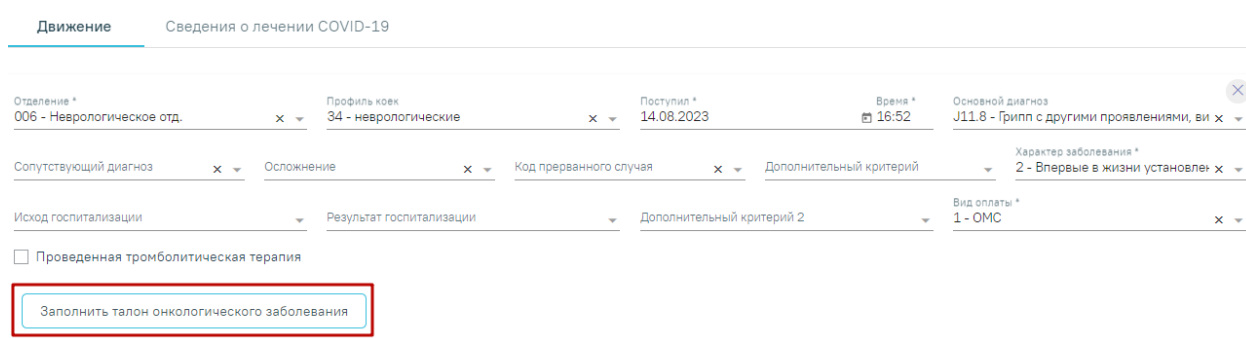 Движение Сведения о лечении COVID-19
Отделение * Профиль коек Поступил * Время * Основной диагноз
006 - Неврологическое отд. 34 - неврологические 14.08.2023 16:52 J11.8 - Грипп с другими проявлениями, ви
Характер заболевания *
Сопутствующий диагноз Осложнение Код прерванного случая Дополнительный критерий 2 - Впервые в жизни установлен
Вид оплаты *
Исход госпитализации Результат госпитализации Дополнительный критерий 2 1 - ОМС
Проведенная тромболитическая терапия
Заполнить талон онкологического заболевания